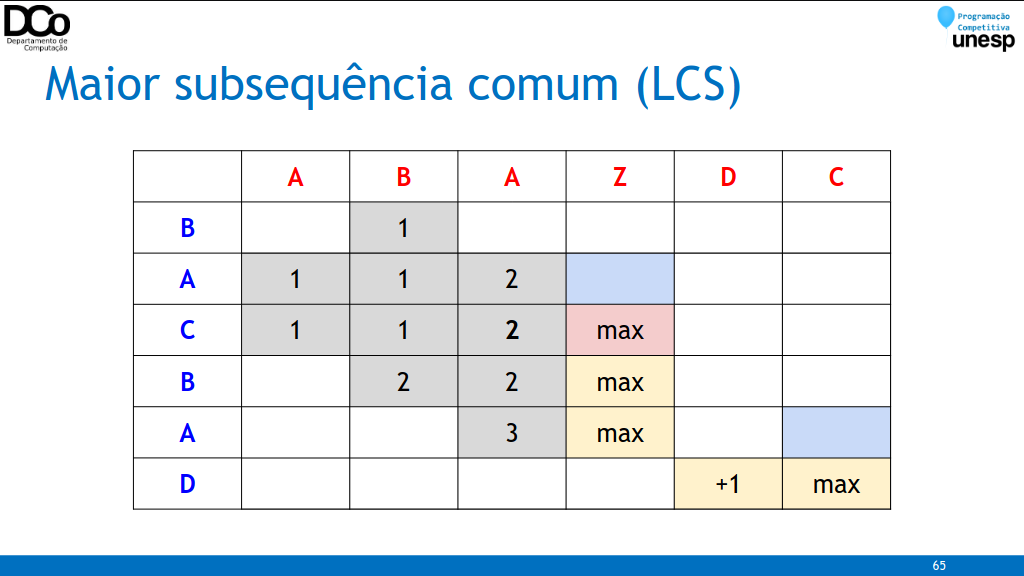 DCo
Departamento de
Computação
Programação
Competitiva
unesp
Maior subsequência comum (LCS)
A B A Z D C
B 1
A 1 1 2
C 1 1 2 max
B 2 2 max
A 3 max
D +1 max
65